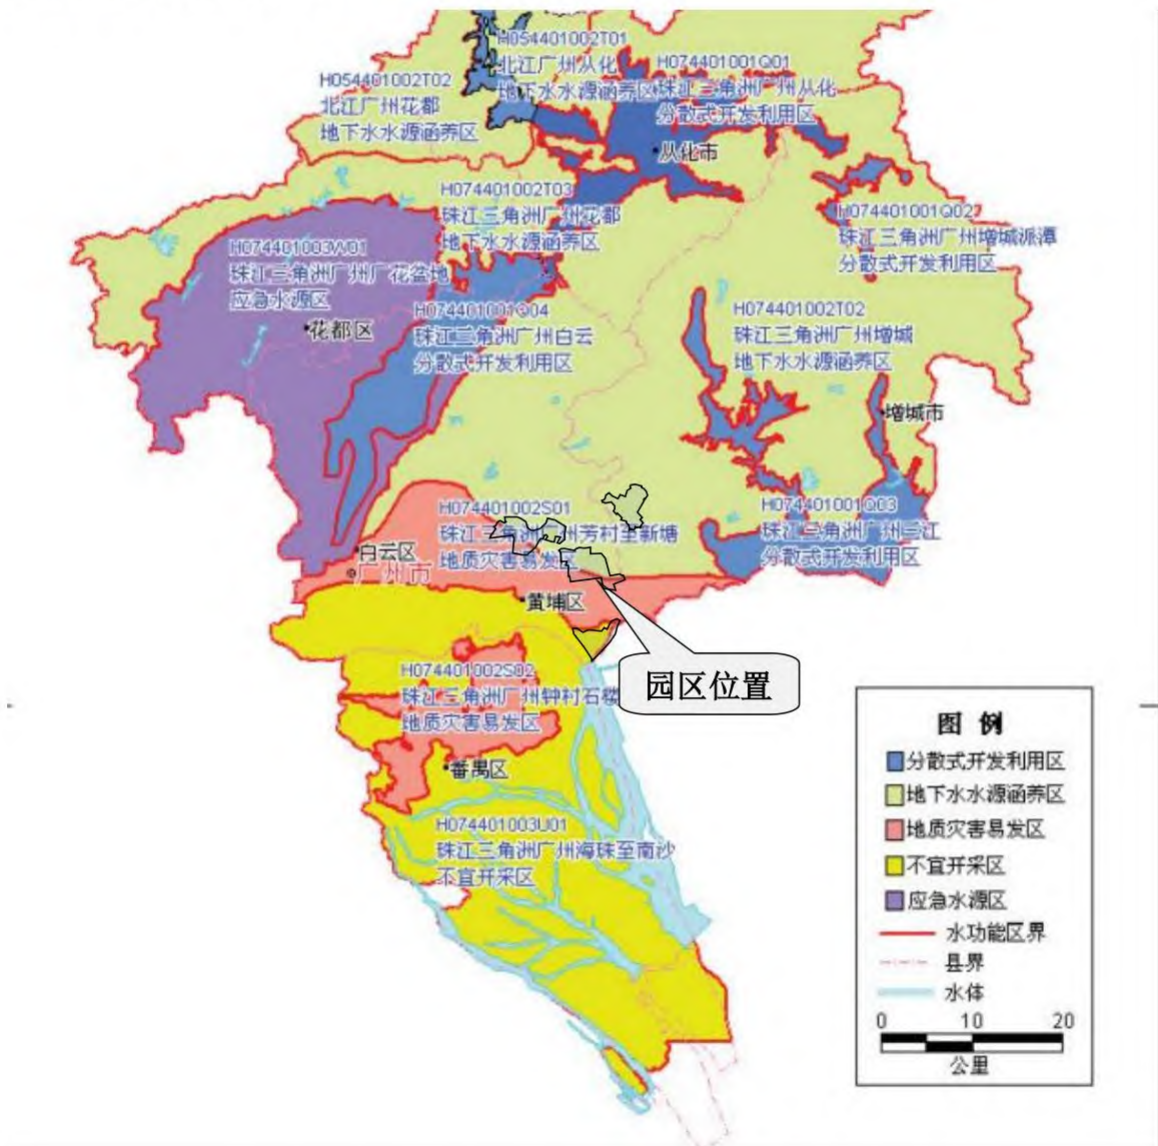 H054401002T01
北江广州从化
地下水水源涵养区
H074401001Q01
珠江三角洲广州从化
分散式开发利用区
H054401002T02
北江广州花都
地下水水源涵养区
从化市
H074401002T03
珠江三角洲广州花都
地下水水源涵养区
H074401001Q02
珠江三角洲广州增城派潭
分散式开发利用区
H074401003W01
珠江三角洲广州广花盆地
应急水源区
花都区
H074401001Q04
珠江三角洲广州白云
分散式开发利用区
H074401002T02
珠江三角洲广州增城
地下水水源涵养区
增城市
H074401002S01
珠江三角洲广州芳村至新塘
地质灾害易发区
H074401001Q03
珠江三角洲广州三江
分散式开发利用区
白云区
广州市
黄埔区
园区位置
H074401002S02
珠江三角洲广州钟村石楼
地质灾害易发区
番禺区
H074401003U01
珠江三角洲广州海珠至南沙
不宜开采区
图 例
分散式开发利用区
地下水水源涵养区
地质灾害易发区
不宜开采区
应急水源区
水功能区界
县界
水体
0 10 20
公里